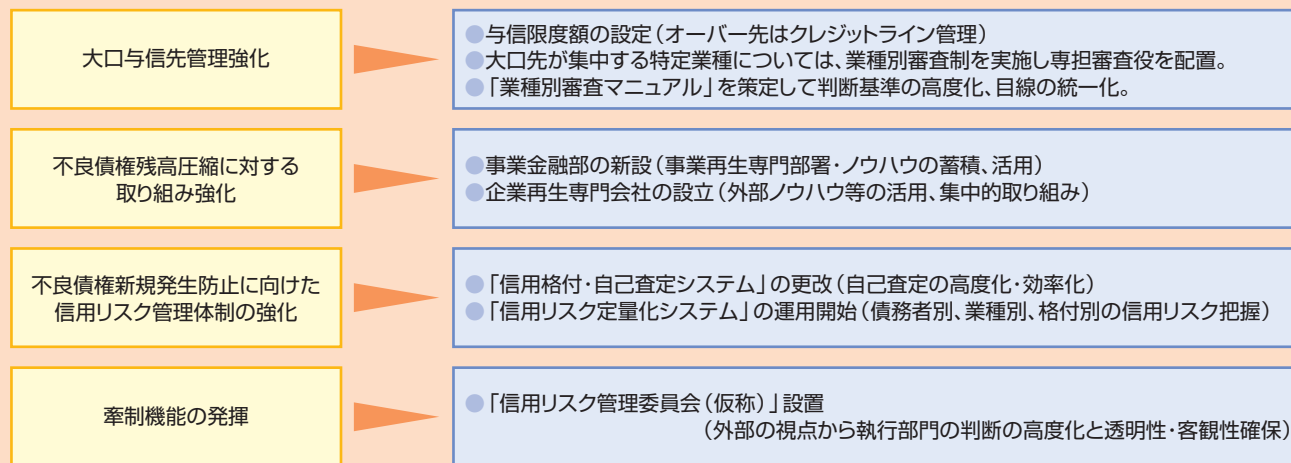 大口与信先管理強化
●与信限度額の設定（オーバー先はクレジットライン管理）
●大口先が集中する特定業種については、業種別審査制を実施し専担審査役を配置。
●「業種別審査マニュアル」を策定して判断基準の高度化、目線の統一化。
不良債権残高圧縮に対する
取り組み強化
●事業金融部の新設（事業再生専門部署・ノウハウの蓄積、活用）
●企業再生専門会社の設立（外部ノウハウ等の活用、集中的取り組み）
不良債権新規発生防止に向けた
信用リスク管理体制の強化
●「信用格付・自己査定システム」の更改（自己査定の高度化・効率化）
●「信用リスク定量化システム」の運用開始（債務者別、業種別、格付別の信用リスク把握）
牽制機能の発揮
●「信用リスク管理委員会（仮称）」設置
（外部の視点から執行部門の判断の高度化と透明性・客観性確保）